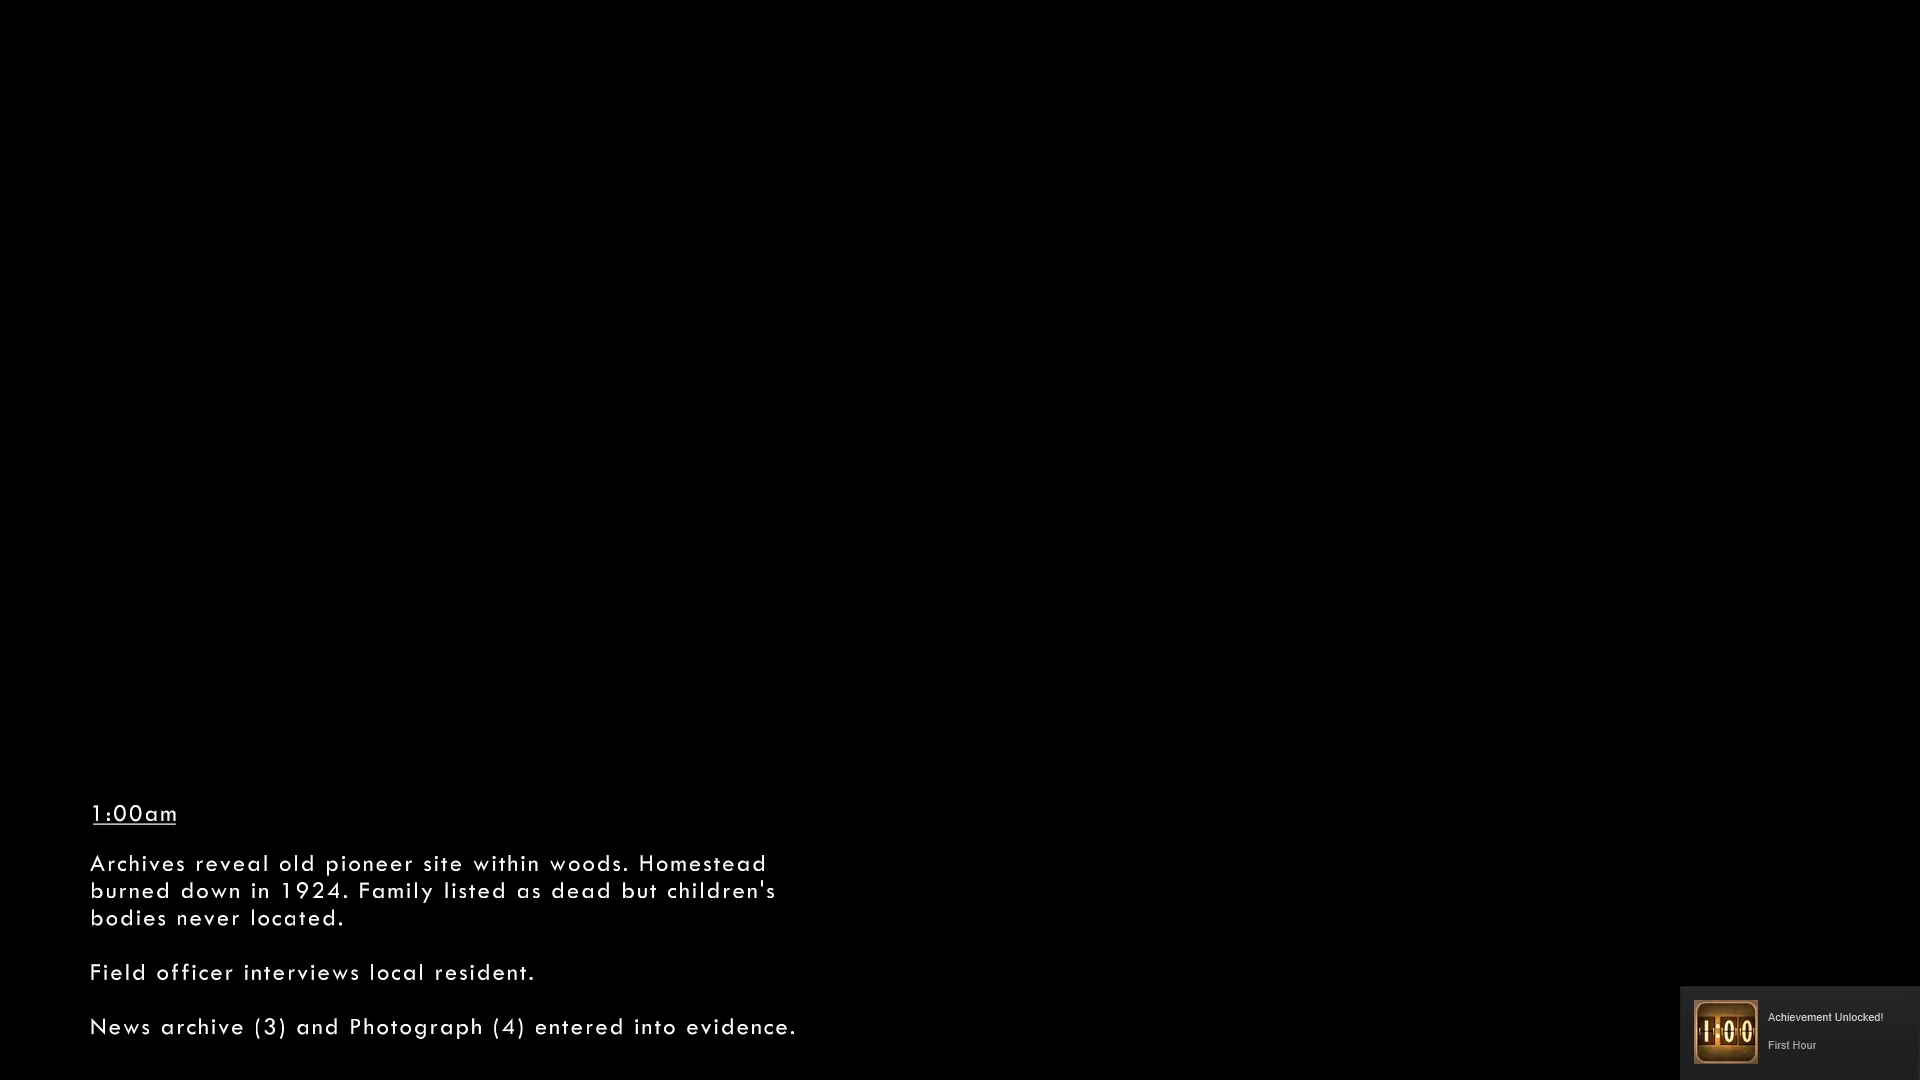 1:00am
Archives reveal old pioneer site within woods. Homestead
burned down in 1924. Family listed as dead but children's
bodies never located.
Field officer interviews local resident.
News archive (3) and Photograph (4) entered into evidence.
1:00
Achievement Unlocked!
First Hour